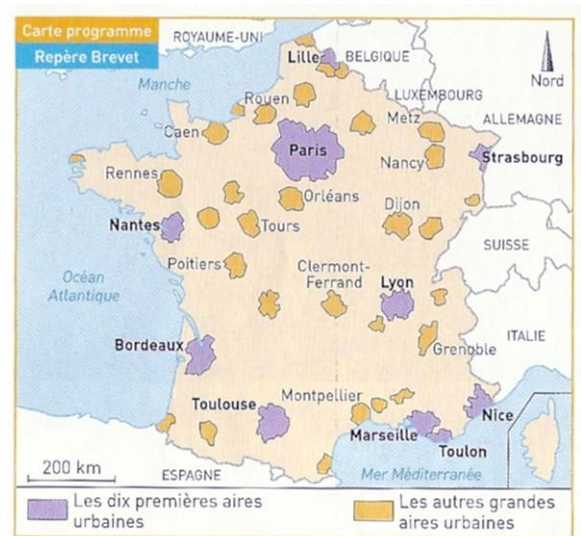 Carte programme
Repère Brevet
ROYAUME-UNI
Lille
BELGIQUE
Nord
Manche
Rouen
LUXEMBOURG
Caen
Metz
ALLEMAGNE
Paris
Nancy
Strasbourg
Rennes
Orléans
Dijon
Nantes
Tours
SUISSE
Poitiers
Clermont-
Ferrand
Lyon
Océan
Atlantique
ITALIE
Bordeaux
Grenoble
Toulouse
Montpellier
Nice
Marseille
Toulon
200 km
ESPAGNE
Mer Méditerranée
Les dix premières aires
urbaines
Les autres grandes
aires urbaines